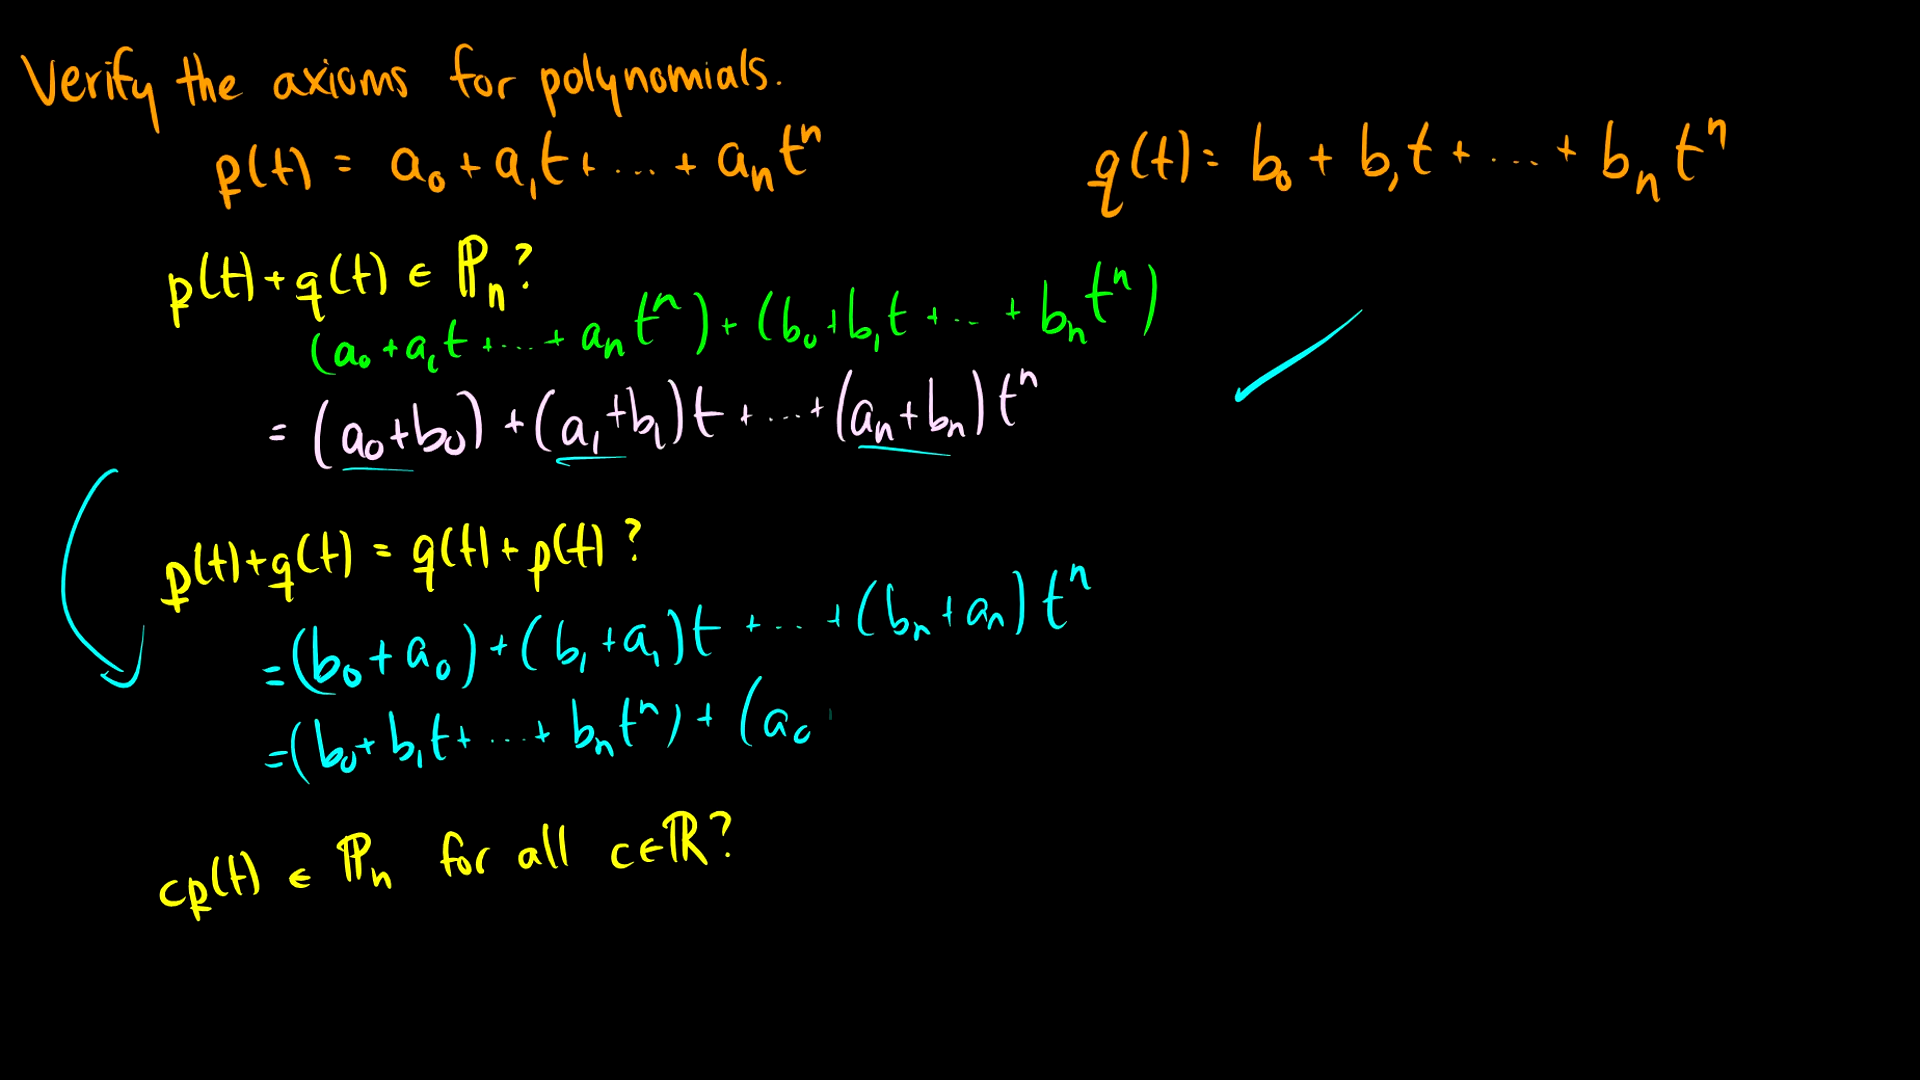 Verify the axioms for polynomials.
p(t) = a₀ + a₁t + ... + aₙtⁿ q(t) = b₀ + b₁t + ... + bₙtⁿ
p(t)+q(t) ∈ ℙₙ?
(a₀+a₁t+...+aₙtⁿ)+(b₀+b₁t+...+bₙtⁿ)
= (a₀+b₀)+(a₁+b₁)t+...+(aₙ+bₙ)tⁿ
p(t)+q(t) = q(t)+p(t)?
=(b₀+a₀)+(b₁+a₁)t+...+(bₙ+aₙ)tⁿ
=(b₀+b₁t+...+bₙtⁿ)+(a₀
cp(t) ∈ ℙₙ for all c∈ℝ?